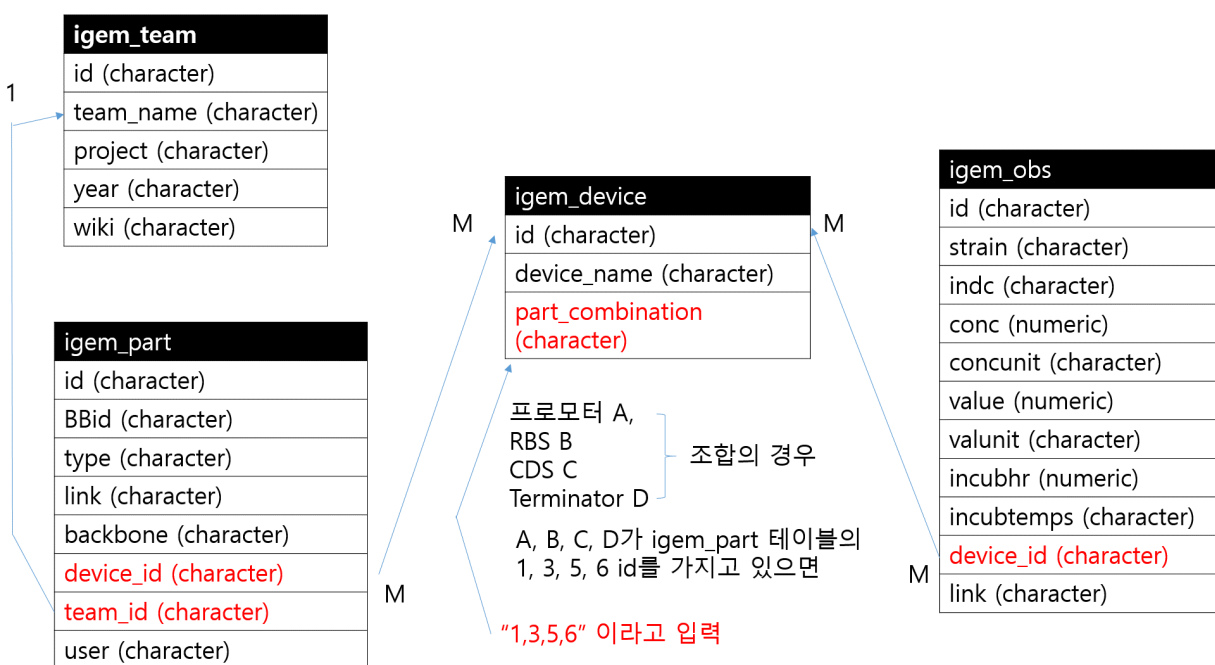 igem_team
id (character)
team_name (character)
project (character)
year (character)
wiki (character)
1
igem_part
id (character)
BBid (character)
type (character)
link (character)
backbone (character)
device_id (character)
team_id (character)
user (character)
M
M
igem_device
id (character)
device_name (character)
part_combination
(character)
프로모터 A,
RBS B
CDS C
Terminator D
조합의 경우
A, B, C, D가 igem_part 테이블의
1, 3, 5, 6 id를 가지고 있으면
“1,3,5,6” 이라고 입력
M
M
igem_obs
id (character)
strain (character)
indc (character)
conc (numeric)
concunit (character)
value (numeric)
valunit (character)
incubhr (numeric)
incubtemps (character)
device_id (character)
link (character)